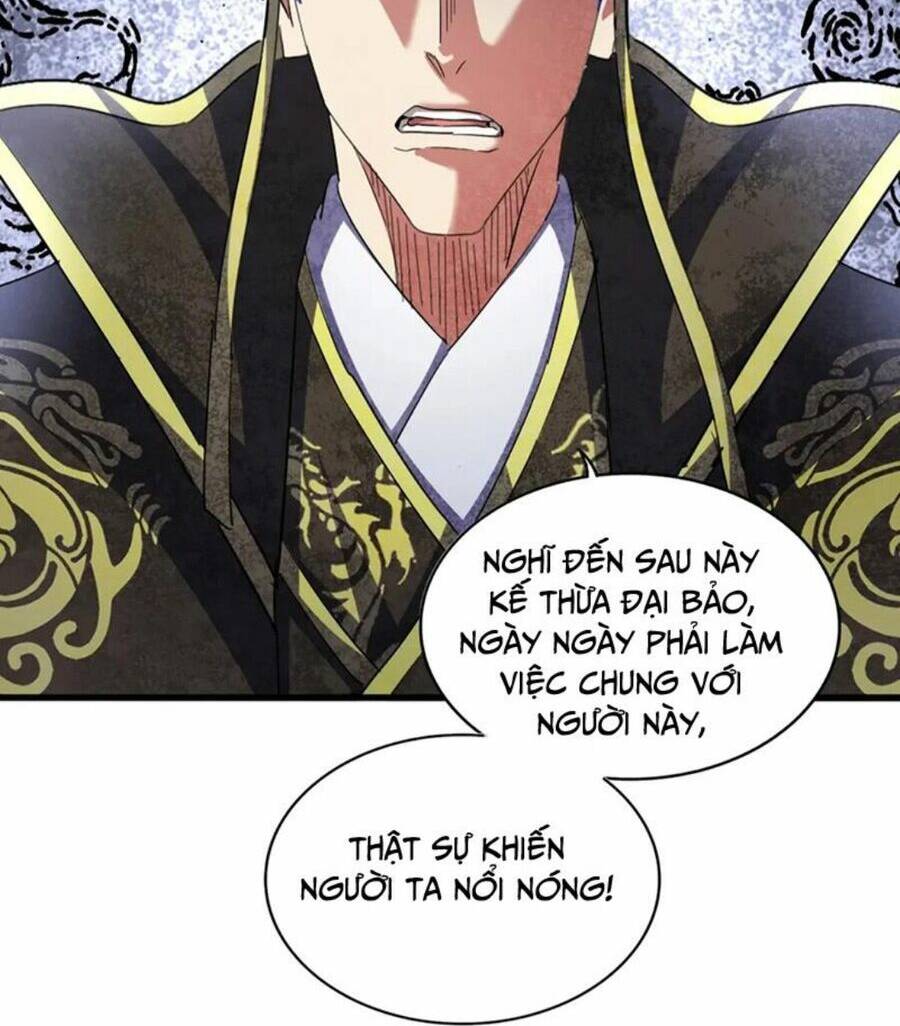 NGHĨ ĐẾN SAU NÀY
KẾ THỪA ĐẠI BẢO,
NGÀY NGÀY PHẢI LÀM
VIỆC CHUNG VỚI
NGƯỜI NÀY,
THẬT SỰ KHIẾN
NGƯỜI TA NỔI NÓNG!